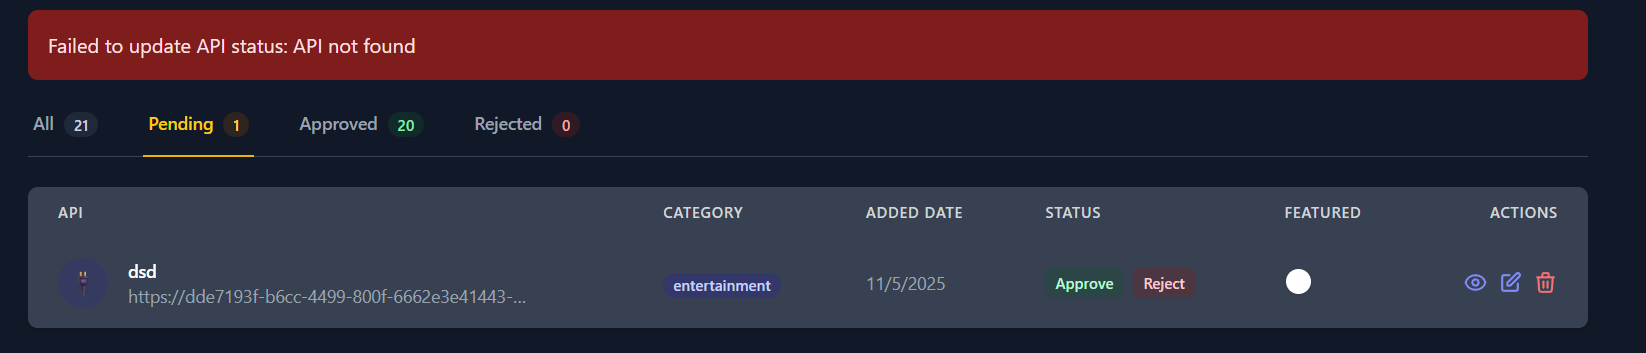 Failed to update API status: API not found
All 21 Pending 1 Approved 20 Rejected 0
API CATEGORY ADDED DATE STATUS FEATURED ACTIONS
dsd
https://dde7193f-b6cc-4499-800f-6662e3e41443-...
entertainment 11/5/2025 Approve Reject